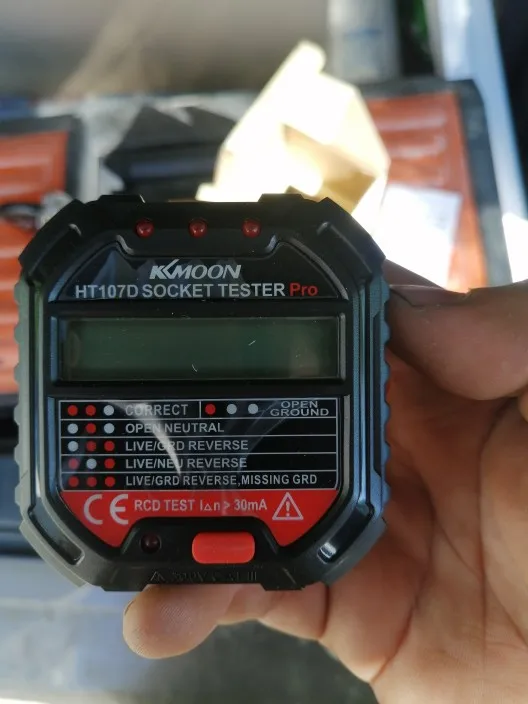 KKMOON
HT107D SOCKET TESTER Pro
CORRECT
OPEN GROUND
OPEN NEUTRAL
LIVE/GRD REVERSE
LIVE/NEU REVERSE
LIVE/GRD REVERSE,MISSING GRD
CE RCD TEST I△n > 30mA